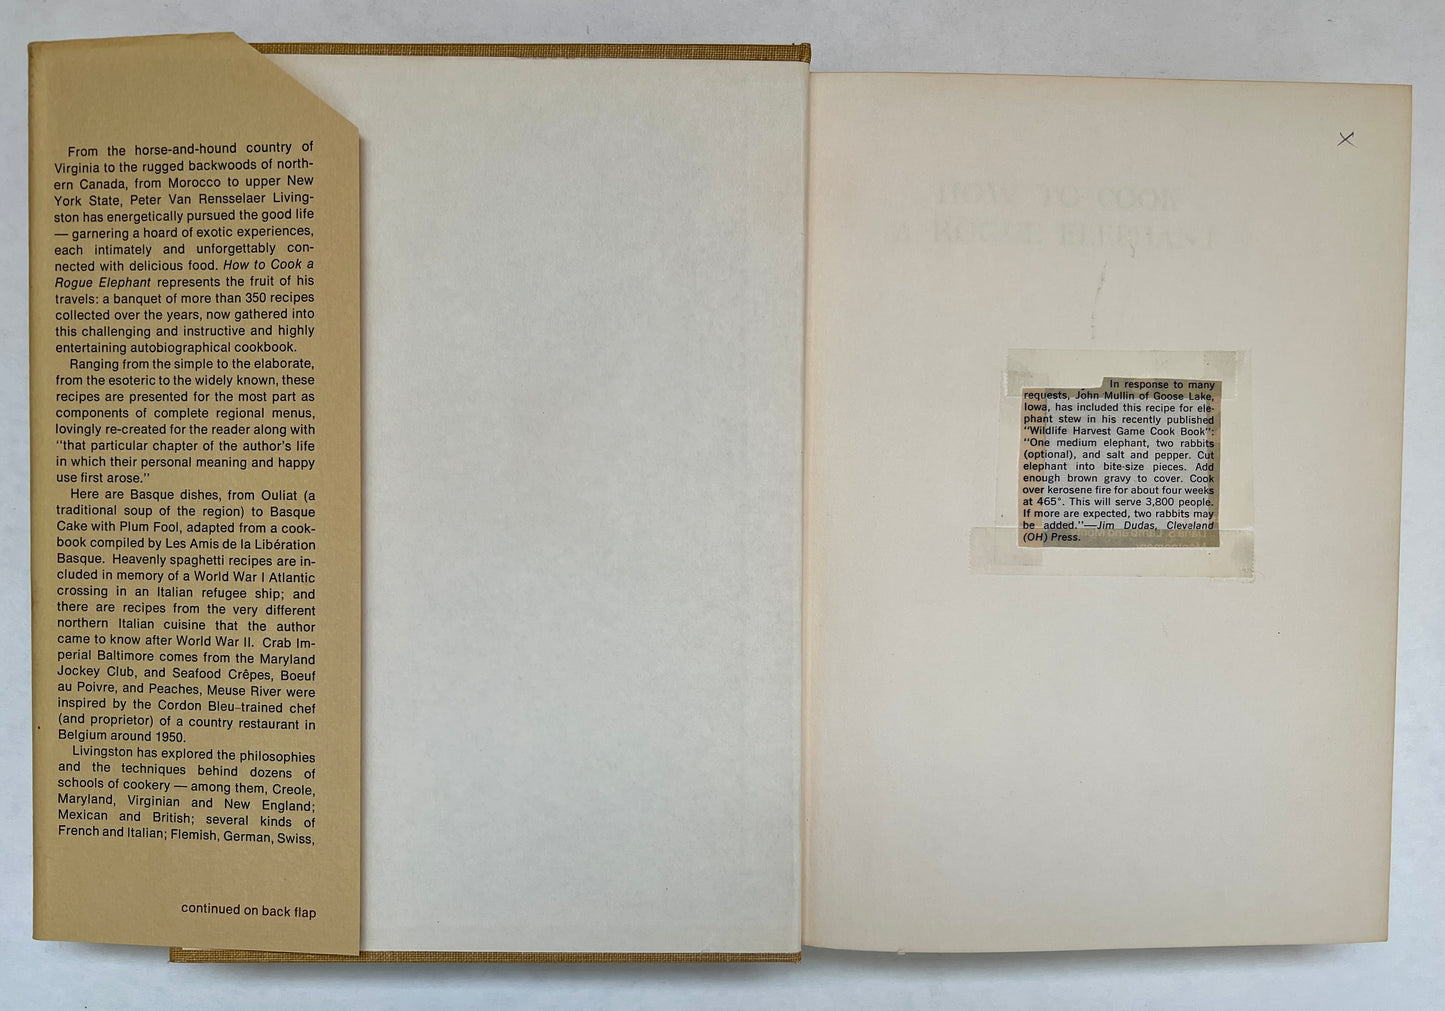 From the horse-and-hound country of
Virginia to the rugged backwoods of north-
ern Canada, from Morocco to upper New
York State, Peter Van Rensselaer Living-
ston has energetically pursued the good life
— garnering a hoard of exotic experiences,
each intimately and unforgettably con-
nected with delicious food. How to Cook a
Rogue Elephant represents the fruit of his
travels: a banquet of more than 350 recipes
collected over the years, now gathered into
this challenging and instructive and highly
entertaining autobiographical cookbook.
Ranging from the simple to the elaborate,
from the esoteric to the widely known, these
recipes are presented for the most part as
components of complete regional menus,
lovingly re-created for the reader along with
"that particular chapter of the author's life
in which their personal meaning and happy
use first arose."
Here are Basque dishes, from Ouliat (a
traditional soup of the region) to Basque
Cake with Plum Fool, adapted from a cook-
book compiled by Les Amis de la Libération
Basque. Heavenly spaghetti recipes are in-
cluded in memory of a World War I Atlantic
crossing in an Italian refugee ship; and
there are recipes from the very different
northern Italian cuisine that the author
came to know after World War II. Crab Im-
perial Baltimore comes from the Maryland
Jockey Club, and Seafood Crêpes, Boeuf
au Poivre, and Peaches, Meuse River were
inspired by the Cordon Bleu–trained chef
(and proprietor) of a country restaurant in
Belgium around 1950.
Livingston has explored the philosophies
and the techniques behind dozens of
schools of cookery — among them, Creole,
Maryland, Virginian and New England;
Mexican and British; several kinds of
French and Italian; Flemish, German, Swiss,
continued on back flap
HOW TO COOK
ROGUE ELEPHANT
In response to many
requests, John Mullin of Goose Lake,
Iowa, has included this recipe for ele-
phant stew in his recently published
"Wildlife Harvest Game Cook Book":
"One medium elephant, two rabbits
(optional), and salt and pepper. Cut
elephant into bite-size pieces. Add
enough brown gravy to cover. Cook
over kerosene fire for about four weeks
at 465°. This will serve 3,800 people.
If more are expected, two rabbits may
be added."—Jim Dudas, Cleveland
(OH) Press.